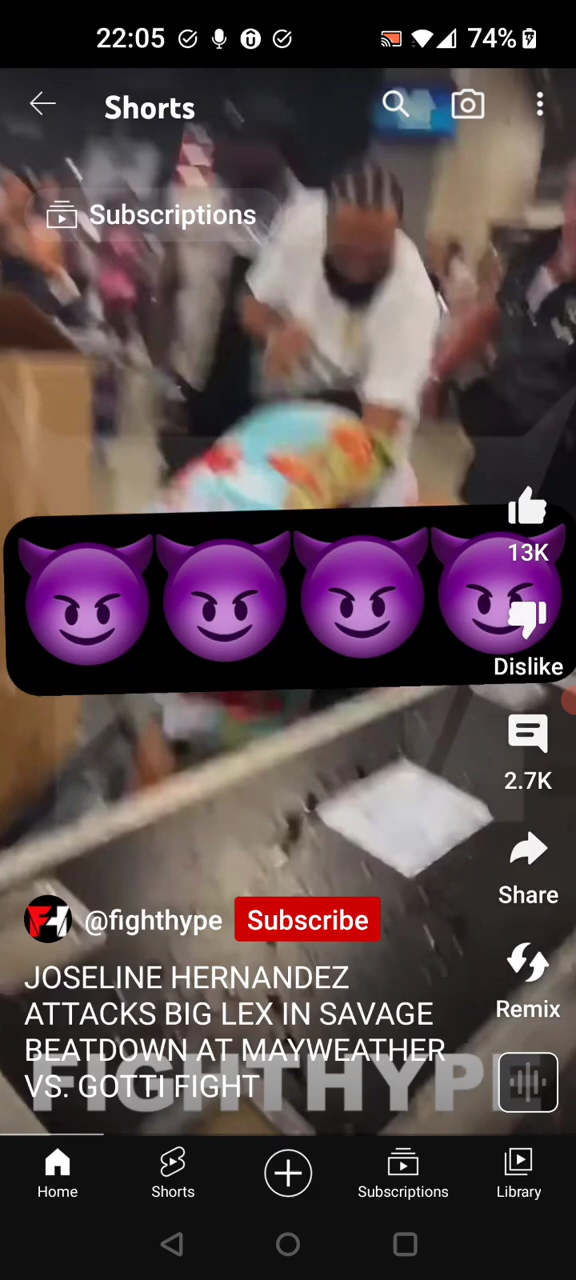 22:05
74%
Shorts
Subscriptions
13K
Dislike
2.7K
Share
@fighthype
Subscribe
JOSELINE HERNANDEZ
ATTACKS BIG LEX IN SAVAGE
BEATDOWN AT MAYWEATHER
VS. GOTTI FIGHT
Remix
FIGHTHYPE
Home
Shorts
Subscriptions
Library